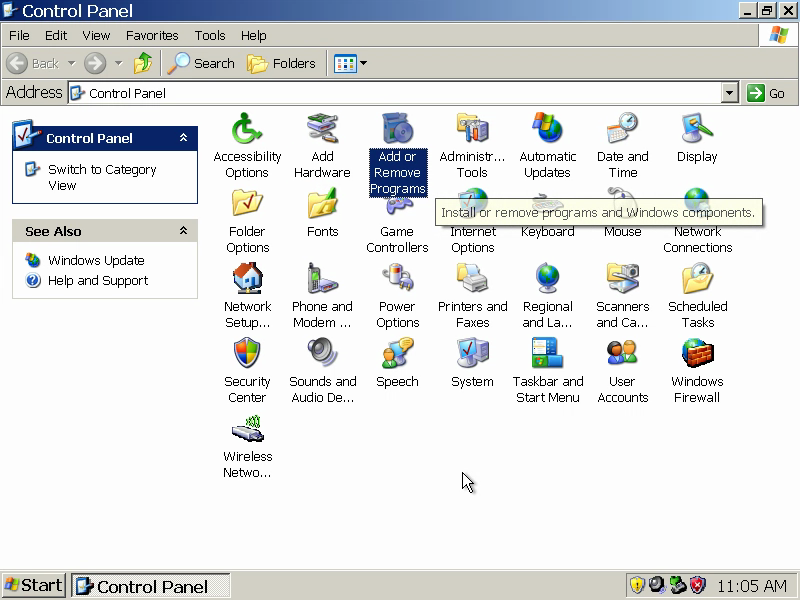 Control Panel
File Edit View Favorites Tools Help
Back Search Folders
Address Control Panel Go
Control Panel
Switch to Category
View
See Also
Windows Update
Help and Support
Accessibility
Options
Add
Hardware
Add or
Remove
Programs
Administr...
Tools
Automatic
Updates
Date and
Time
Display
Install or remove programs and Windows components.
Folder
Options
Fonts
Game
Controllers
Internet
Options
Keyboard
Mouse
Network
Connections
Network
Setup...
Phone and
Modem ...
Power
Options
Printers and
Faxes
Regional
and La...
Scanners
and Ca...
Scheduled
Tasks
Security
Center
Sounds and
Audio De...
Speech
System
Taskbar and
Start Menu
User
Accounts
Windows
Firewall
Wireless
Netwo...
Start Control Panel 11:05 AM